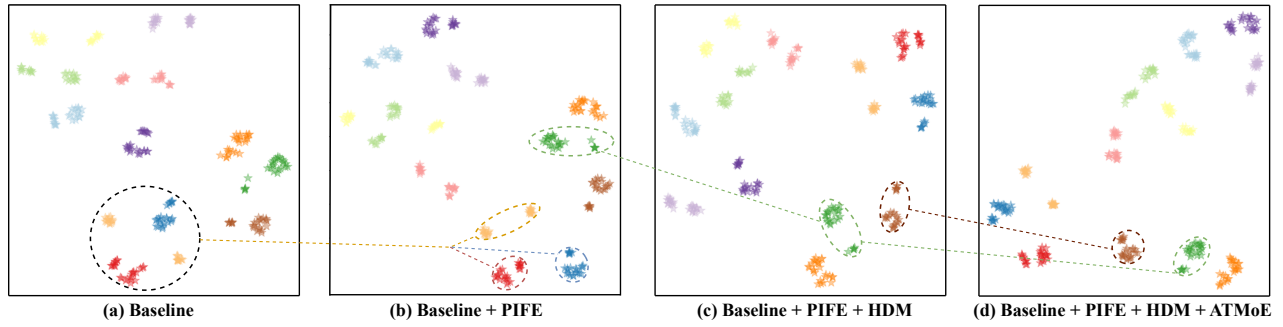 (a) Baseline
(b) Baseline + PIFE
(c) Baseline + PIFE + HDM
(d) Baseline + PIFE + HDM + ATMoE